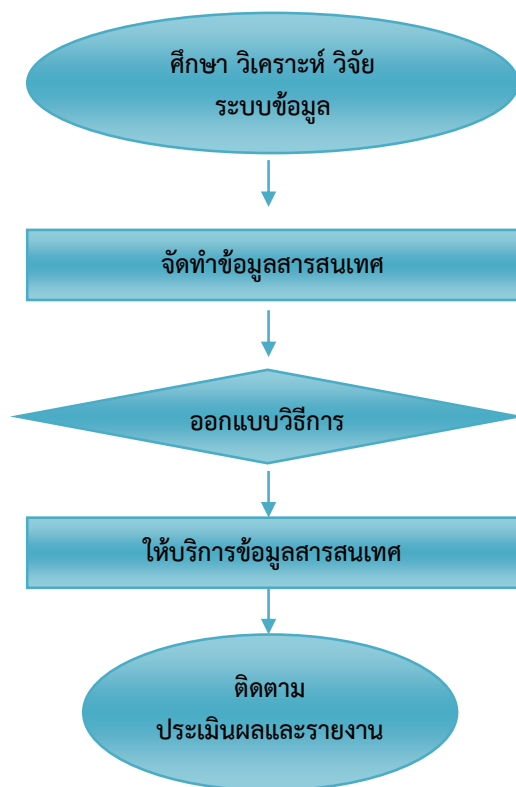 ศึกษา วิเคราะห์ วิจัย
ระบบข้อมูล
จัดทำข้อมูลสารสนเทศ
ออกแบบวิธีการ
ให้บริการข้อมูลสารสนเทศ
ติดตาม
ประเมินผลและรายงาน